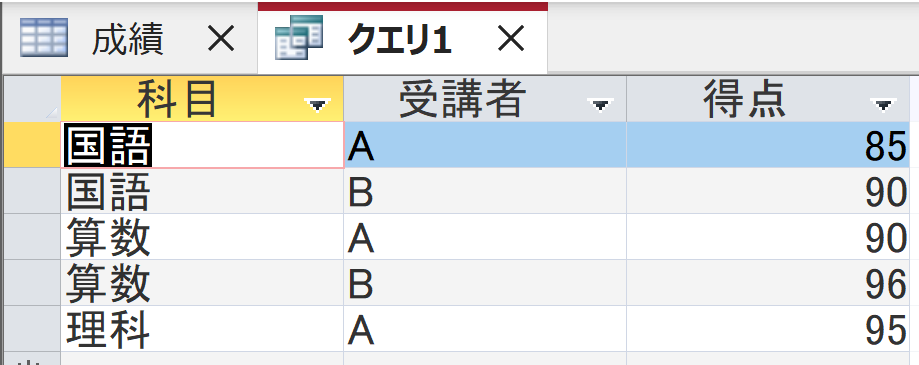 成績 クエリ1
科目 受講者 得点
国語 A 85
国語 B 90
算数 A 90
算数 B 96
理科 A 95